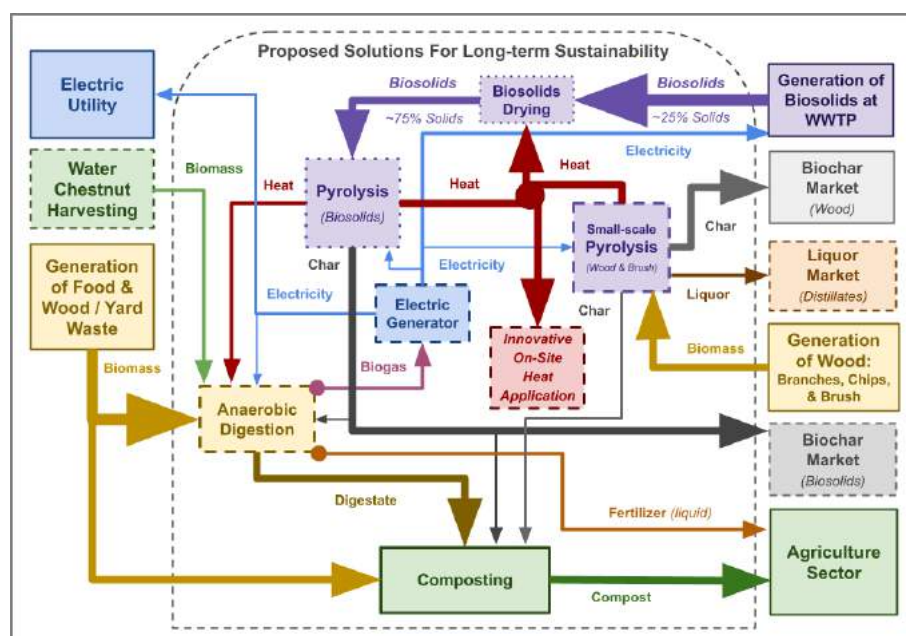 Proposed Solutions For Long-term Sustainability
Electric
Utility
Biosolids
~75% Solids
Biosolids
Drying
Biosolids
~25% Solids
Generation of
Biosolids at
WWTP
Water
Chestnut
Harvesting
Biomass
Heat
Pyrolysis
(Biosolids)
Heat
Heat
Electricity
Biochar
Market
(Wood)
Small-scale
Pyrolysis
(Wood & Brush)
Char
Generation
of Food &
Wood / Yard
Waste
Char
Electricity
Electricity
Electric
Generator
Char
Liquor
Liquor
Market
(Distillates)
Biomass
Biogas
Innovative
On-Site
Heat
Application
Biomass
Generation
of Wood:
Branches, Chips,
& Brush
Anaerobic
Digestion
Biochar
Market
(Biosolids)
Digestate
Fertilizer (liquid)
Composting
Compost
Agriculture
Sector